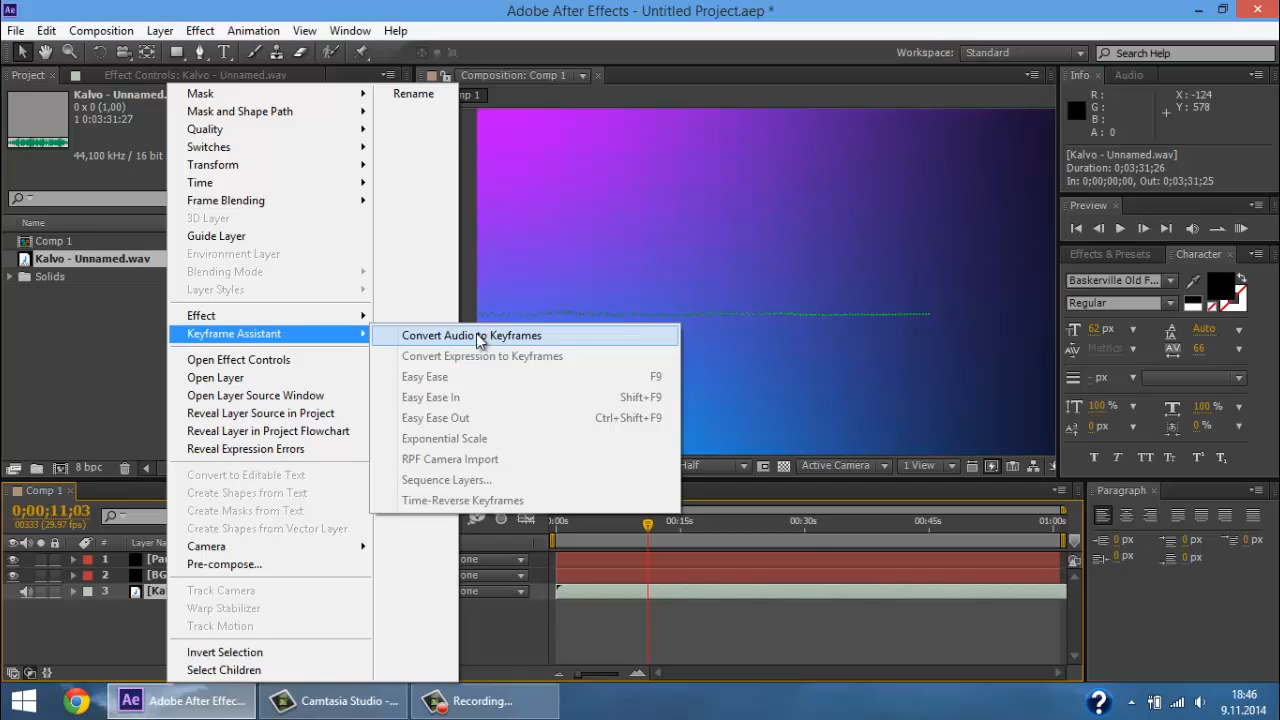 Ae
Adobe After Effects - Untitled Project.aep *
File Edit Composition Layer Effect Animation View Window Help
Workspace: Standard
Search Help
Project
Effect Controls: Kalvo - Unnamed.wav
Composition: Comp 1
Info Audio
Kalvo - Unnamed.
0 x 0 (1,00)
1 0:03:31:27
44,100 kHz / 16 bit
Name
Comp 1
Kalvo - Unnamed.wav
Solids
8 bpc
Mask
Mask and Shape Path
Quality
Switches
Transform
Time
Frame Blending
3D Layer
Guide Layer
Environment Layer
Blending Mode
Layer Styles
Effect
Keyframe Assistant
Open Effect Controls
Open Layer
Open Layer Source Window
Reveal Layer Source in Project
Reveal Layer in Project Flowchart
Reveal Expression Errors
Convert to Editable Text
Create Shapes from Text
Create Masks from Text
Create Shapes from Vector Layer
Camera
Pre-compose...
Track Camera
Warp Stabilizer
Track Motion
Invert Selection
Select Children
Rename
Convert Audio to Keyframes
Convert Expression to Keyframes
Easy Ease F9
Easy Ease In Shift+F9
Easy Ease Out Ctrl+Shift+F9
Exponential Scale
RPF Camera Import
Sequence Layers...
Time-Reverse Keyframes
mp 1
Half
Active Camera
1 View
R :
G :
B :
A : 0
X : -124
Y : 578
[Kalvo - Unnamed.wav]
Duration: 0:03:31:26
In: 0;00;00;00, Out: 0;03;31;25
Preview
Effects & Presets Character
Baskerville Old F...
Regular
62 px Auto
Metrics 66
- px
100 % 100 %
0 px 0 %
T T TT Tr T T
Comp 1
0;00;11;03
00333 (29.97 fps)
Layer Na
1 [Pa
2 [BG
3 [Ka
one
one
one
:00s 00:15s 00:30s 00:45s 01:00s
Paragraph
0 px 0 px 0 px
0 px 0 px
Ae Adobe After Effec...
Camtasia Studio -...
Recording...
?
18:46
9.11.2014